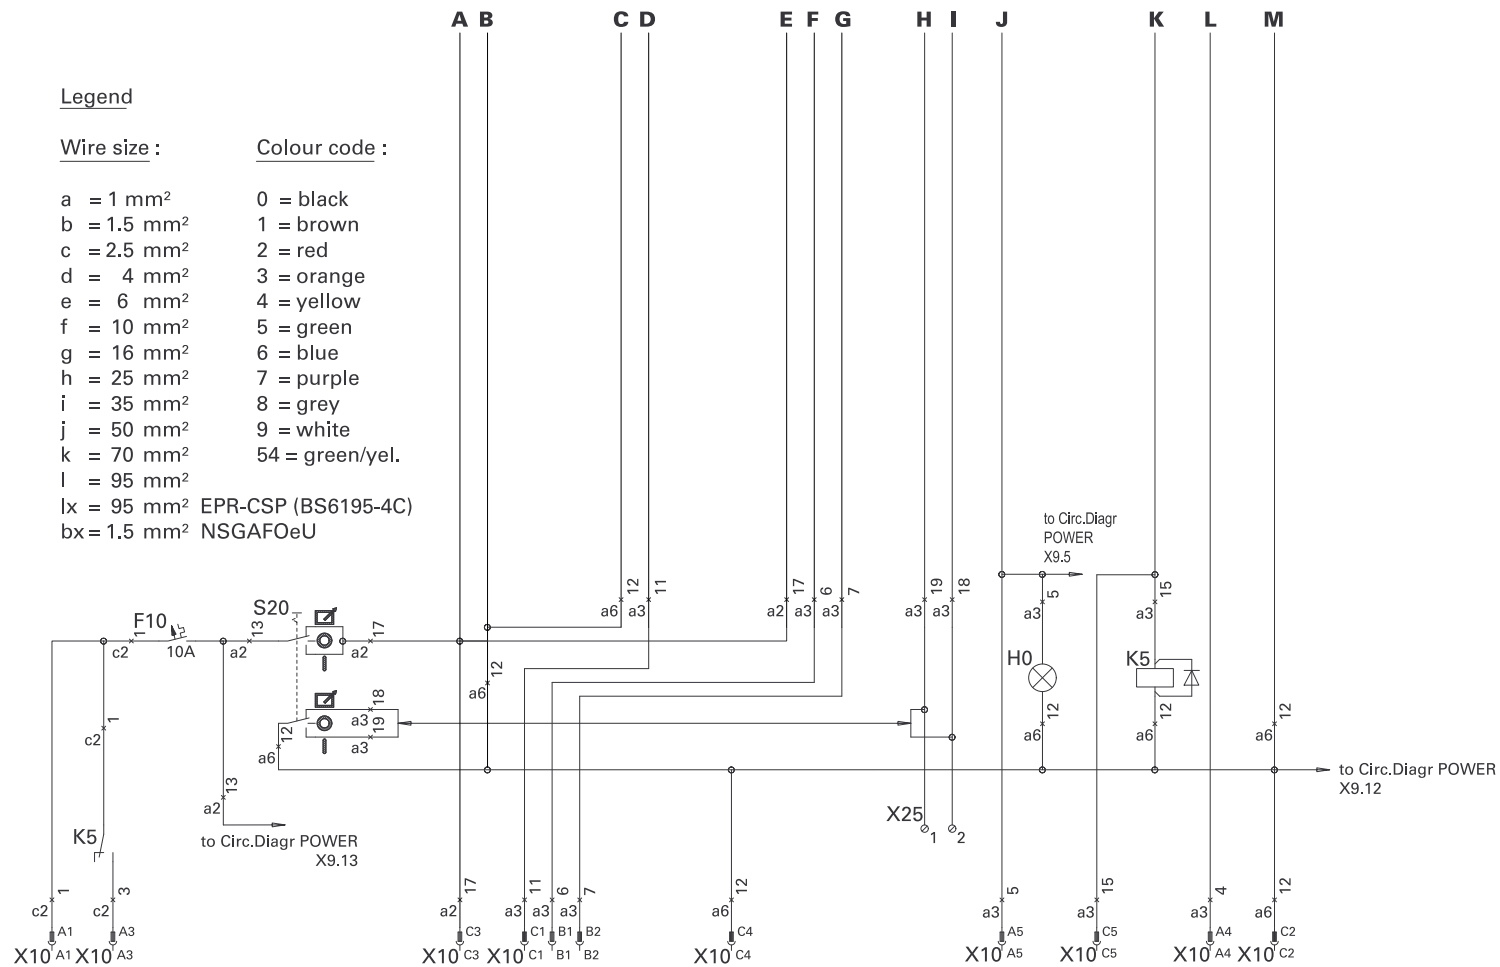 A B C D E F G H I J K L M
Legend
Wire size : Colour code :
a = 1 mm² 0 = black
b = 1.5 mm² 1 = brown
c = 2.5 mm² 2 = red
d = 4 mm² 3 = orange
e = 6 mm² 4 = yellow
f = 10 mm² 5 = green
g = 16 mm² 6 = blue
h = 25 mm² 7 = purple
i = 35 mm² 8 = grey
j = 50 mm² 9 = white
k = 70 mm² 54 = green/yel.
l = 95 mm²
lx = 95 mm² EPR-CSP (BS6195-4C)
bx = 1.5 mm² NSGAFOeU
to Circ.Diagr
POWER
X9.5
12 11 17 6 7 19 18 5 15
a6 a3 a2 a3 a3 a3 a3 a3 a3
F10 S20
1 13 17
c2 10A a2 a2
H0 K5
12
a6
18
a3
19
a3
12
a6
1
c2
12 12 12
a6 a6 a6
to Circ.Diagr POWER
X9.12
13
a2
X25 1 2
K5
to Circ.Diagr POWER
X9.13
1 3 17 11 6 7 12 5 15 4 12
c2 c2 a2 a3 a3 a3 a6 a3 a3 a3 a6
A1 A3 C3 C1 B1 B2 C4 A5 C5 A4 C2
X10 A1 X10 A3 X10 C3 X10 C1 B1 B2 X10 C4 X10 A5 X10 C5 X10 A4 X10 C2